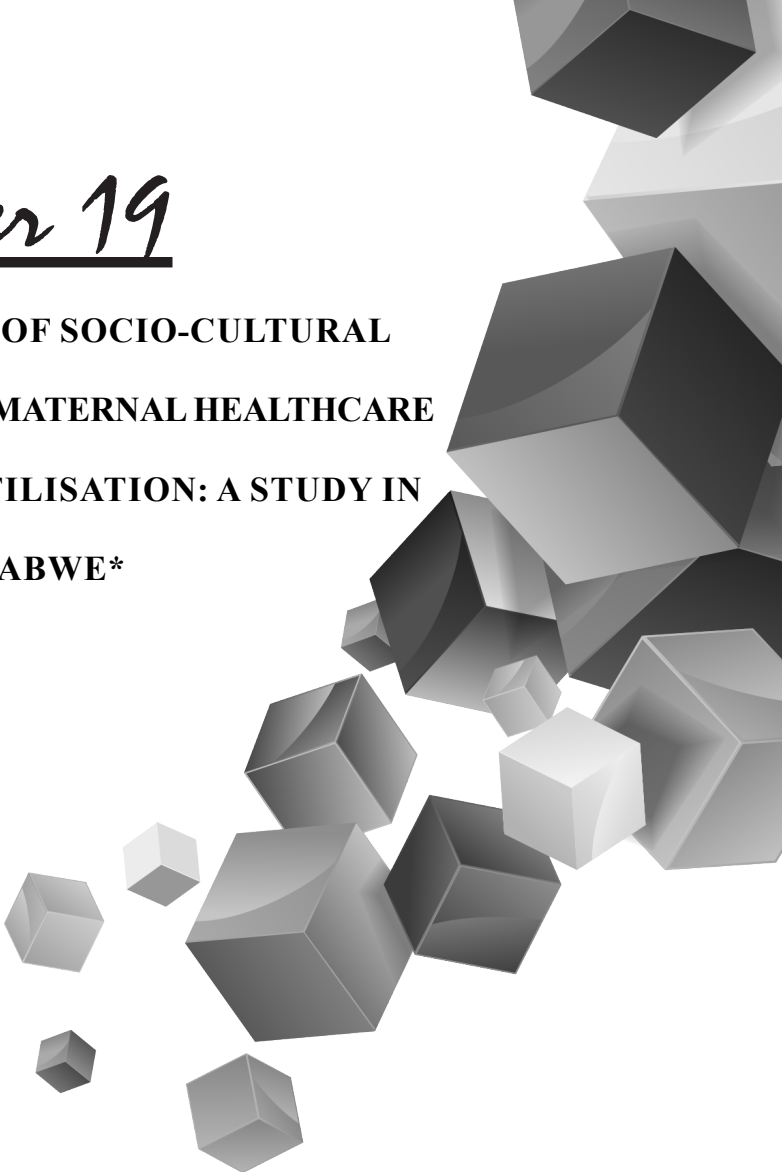 er 19
OF SOCIO-CULTURAL
MATERNAL HEALTHCARE
TILISATION: A STUDY IN
ABWE*